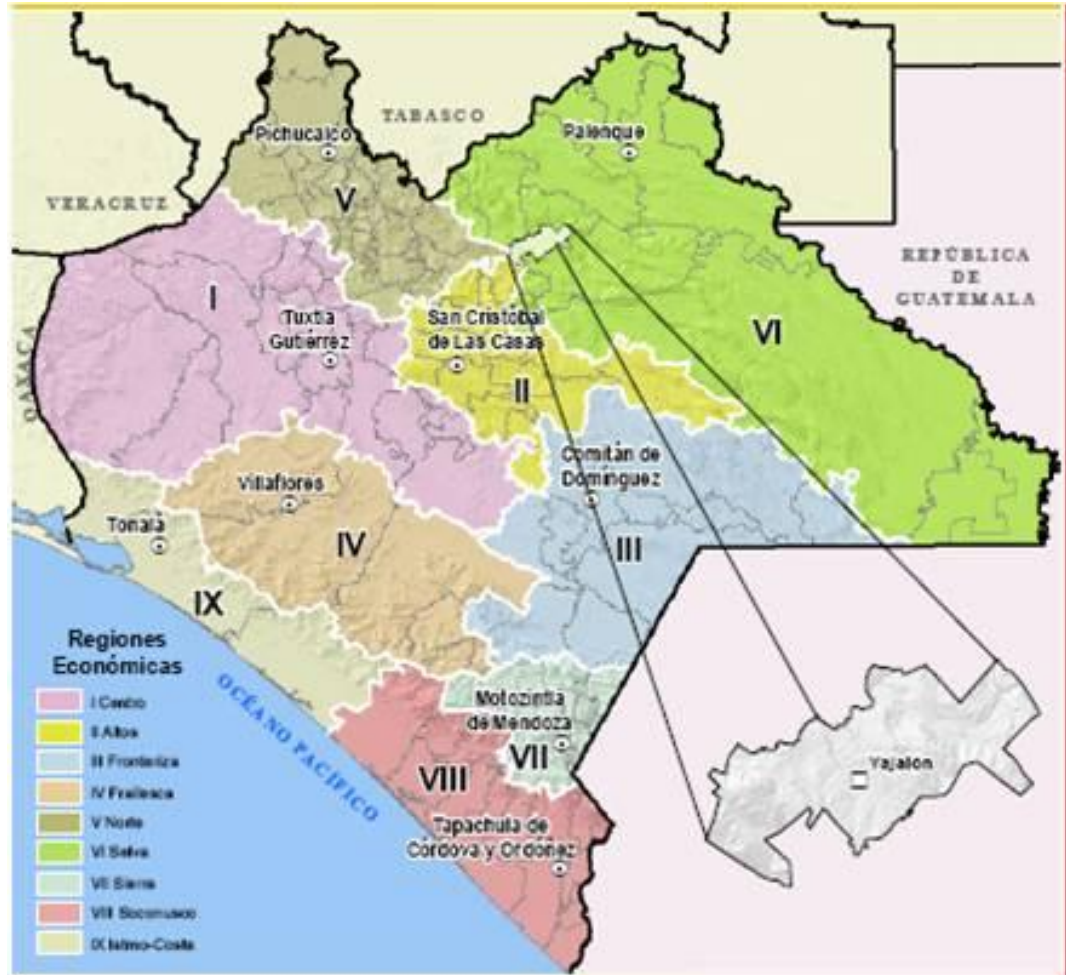 TABASCO
Pichucalco
Palenque
V
VERACRUZ
REPÚBLICA
DE
GUATEMALA
I
Tuxtla
Gutiérrez
San Cristóbal
de Las Casas
VI
II
OAXACA
Comitán de
Domínguez
Villaflores
IV
III
Tonalá
IX
Regiones
Económicas
I Centro
II Altos
III Fronteriza
IV Frailesca
V Norte
VI Selva
VII Sierra
VIII Soconusco
IX Istmo-Costa
OCÉANO PACÍFICO
Motozintla
de Mendoza
VII
VIII
Tapachula de
Córdova y Ordóñez
Yajalón